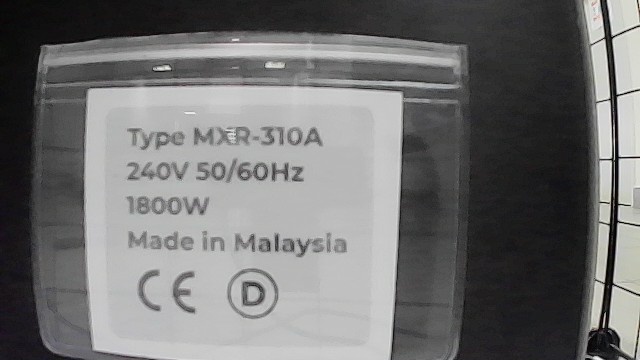 Type MXR-310A
240V 50/60Hz
1800W
Made in Malaysia
CE D